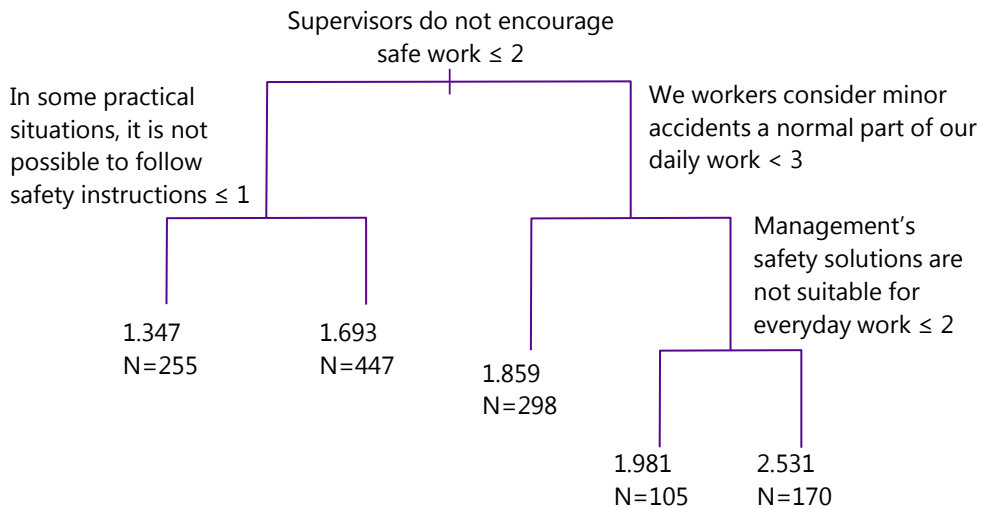 Supervisors do not encourage
safe work ≤ 2
In some practical
situations, it is not
possible to follow
safety instructions ≤ 1
We workers consider minor
accidents a normal part of our
daily work < 3
Management’s
safety solutions are
not suitable for
everyday work ≤ 2
1.347
N=255
1.693
N=447
1.859
N=298
1.981
N=105
2.531
N=170